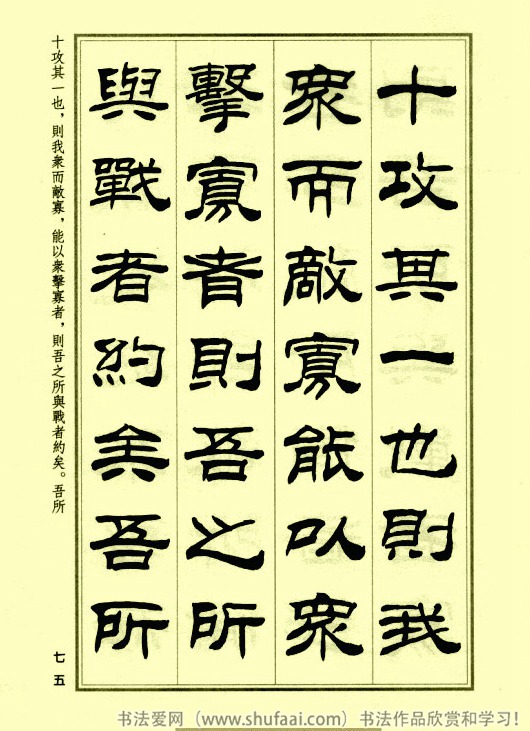 十攻其一也則我
衆而敵寡能以衆
擊寡者則吾之所
與戰者約矣吾所
十攻其一也，則我衆而敵寡，能以衆擊寡者，則吾之所與戰者約矣。吾所
七五
书法爱网（www.shufaai.com）书法作品欣赏和学习！